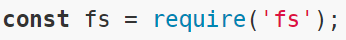 const fs = require('fs');